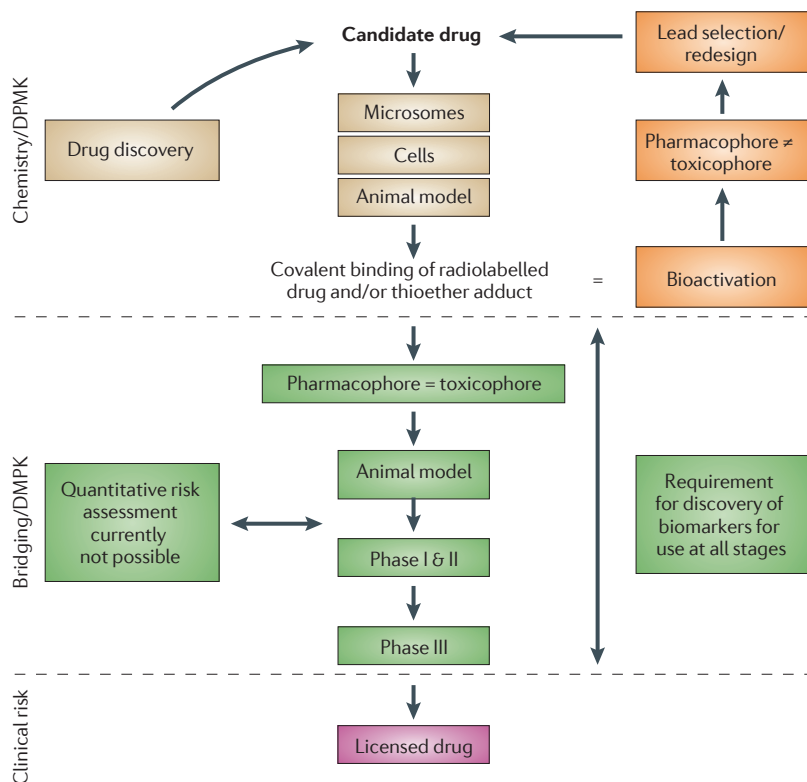 Candidate drug
Lead selection/
redesign
Chemistry/DPMK
Drug discovery
Microsomes
Cells
Animal model
Pharmacophore ≠
toxicophore
Covalent binding of radiolabelled
drug and/or thioether adduct
=
Bioactivation
Bridging/DMPK
Pharmacophore = toxicophore
Animal model
Quantitative risk
assessment
currently
not possible
Phase I & II
Phase III
Requirement
for discovery of
biomarkers for
use at all stages
Clinical risk
Licensed drug